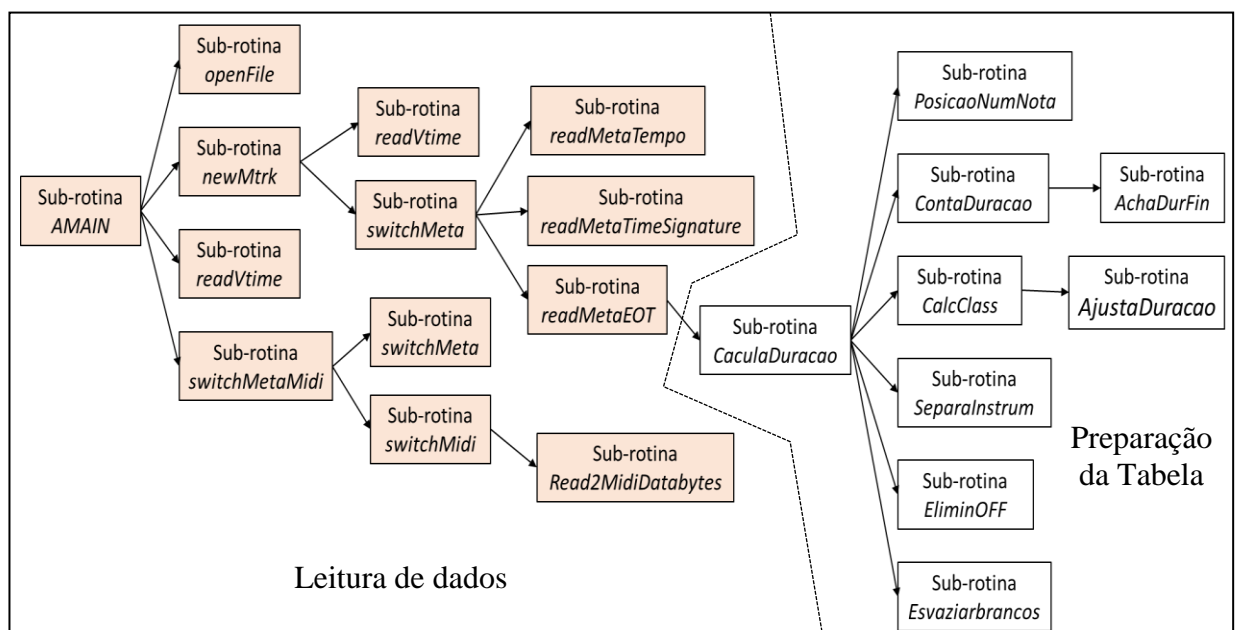 Sub-rotina
AMAIN
Sub-rotina
openFile
Sub-rotina
newMtrk
Sub-rotina
readVtime
Sub-rotina
switchMetaMidi
Sub-rotina
readVtime
Sub-rotina
switchMeta
Sub-rotina
switchMeta
Sub-rotina
switchMidi
Sub-rotina
readMetaTempo
Sub-rotina
readMetaTimeSignature
Sub-rotina
readMetaEOT
Sub-rotina
Read2MidiDatabytes
Leitura de dados
Sub-rotina
CaculaDuracao
Sub-rotina
PosicaoNumNota
Sub-rotina
ContaDuracao
Sub-rotina
AchaDurFin
Sub-rotina
CalcClass
Sub-rotina
AjustaDuracao
Sub-rotina
SeparaInstrum
Sub-rotina
EliminOFF
Sub-rotina
Esvaziarbrancos
Preparação
da Tabela